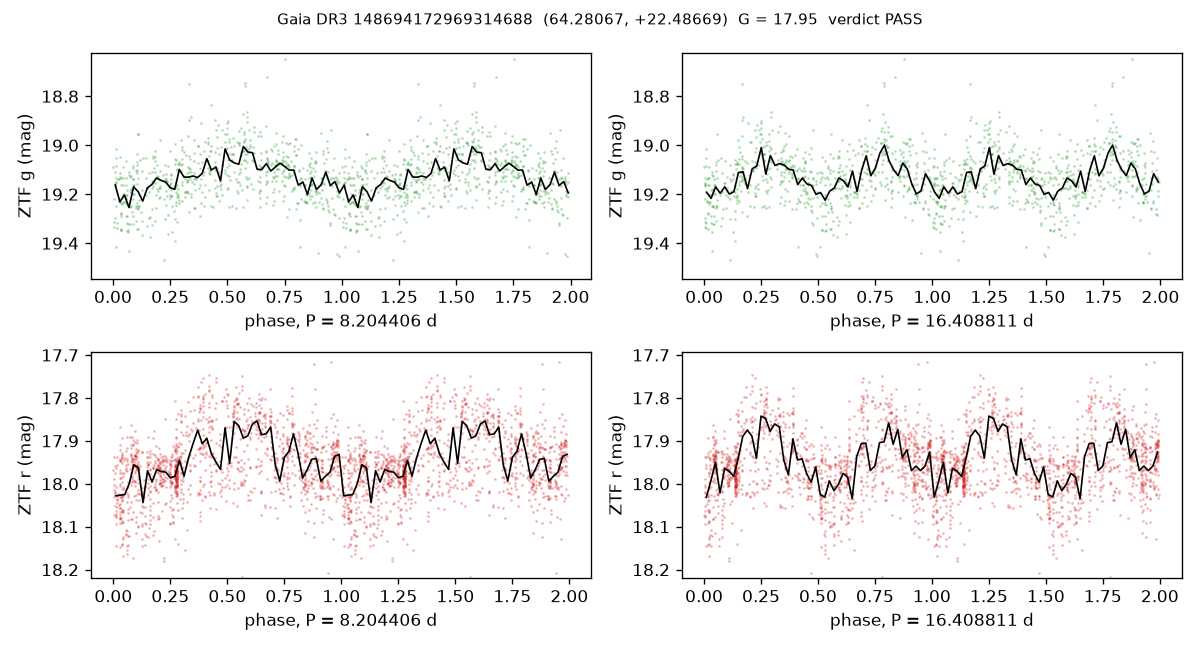 Gaia DR3 148694172969314688 (64.28067, +22.48669) G = 17.95 verdict PASS
ZTF g (mag)
18.8
19.0
19.2
19.4
0.00 0.25 0.50 0.75 1.00 1.25 1.50 1.75 2.00
phase, P = 8.204406 d
ZTF g (mag)
18.8
19.0
19.2
19.4
0.00 0.25 0.50 0.75 1.00 1.25 1.50 1.75 2.00
phase, P = 16.408811 d
ZTF r (mag)
17.7
17.8
17.9
18.0
18.1
18.2
0.00 0.25 0.50 0.75 1.00 1.25 1.50 1.75 2.00
phase, P = 8.204406 d
ZTF r (mag)
17.7
17.8
17.9
18.0
18.1
18.2
0.00 0.25 0.50 0.75 1.00 1.25 1.50 1.75 2.00
phase, P = 16.408811 d